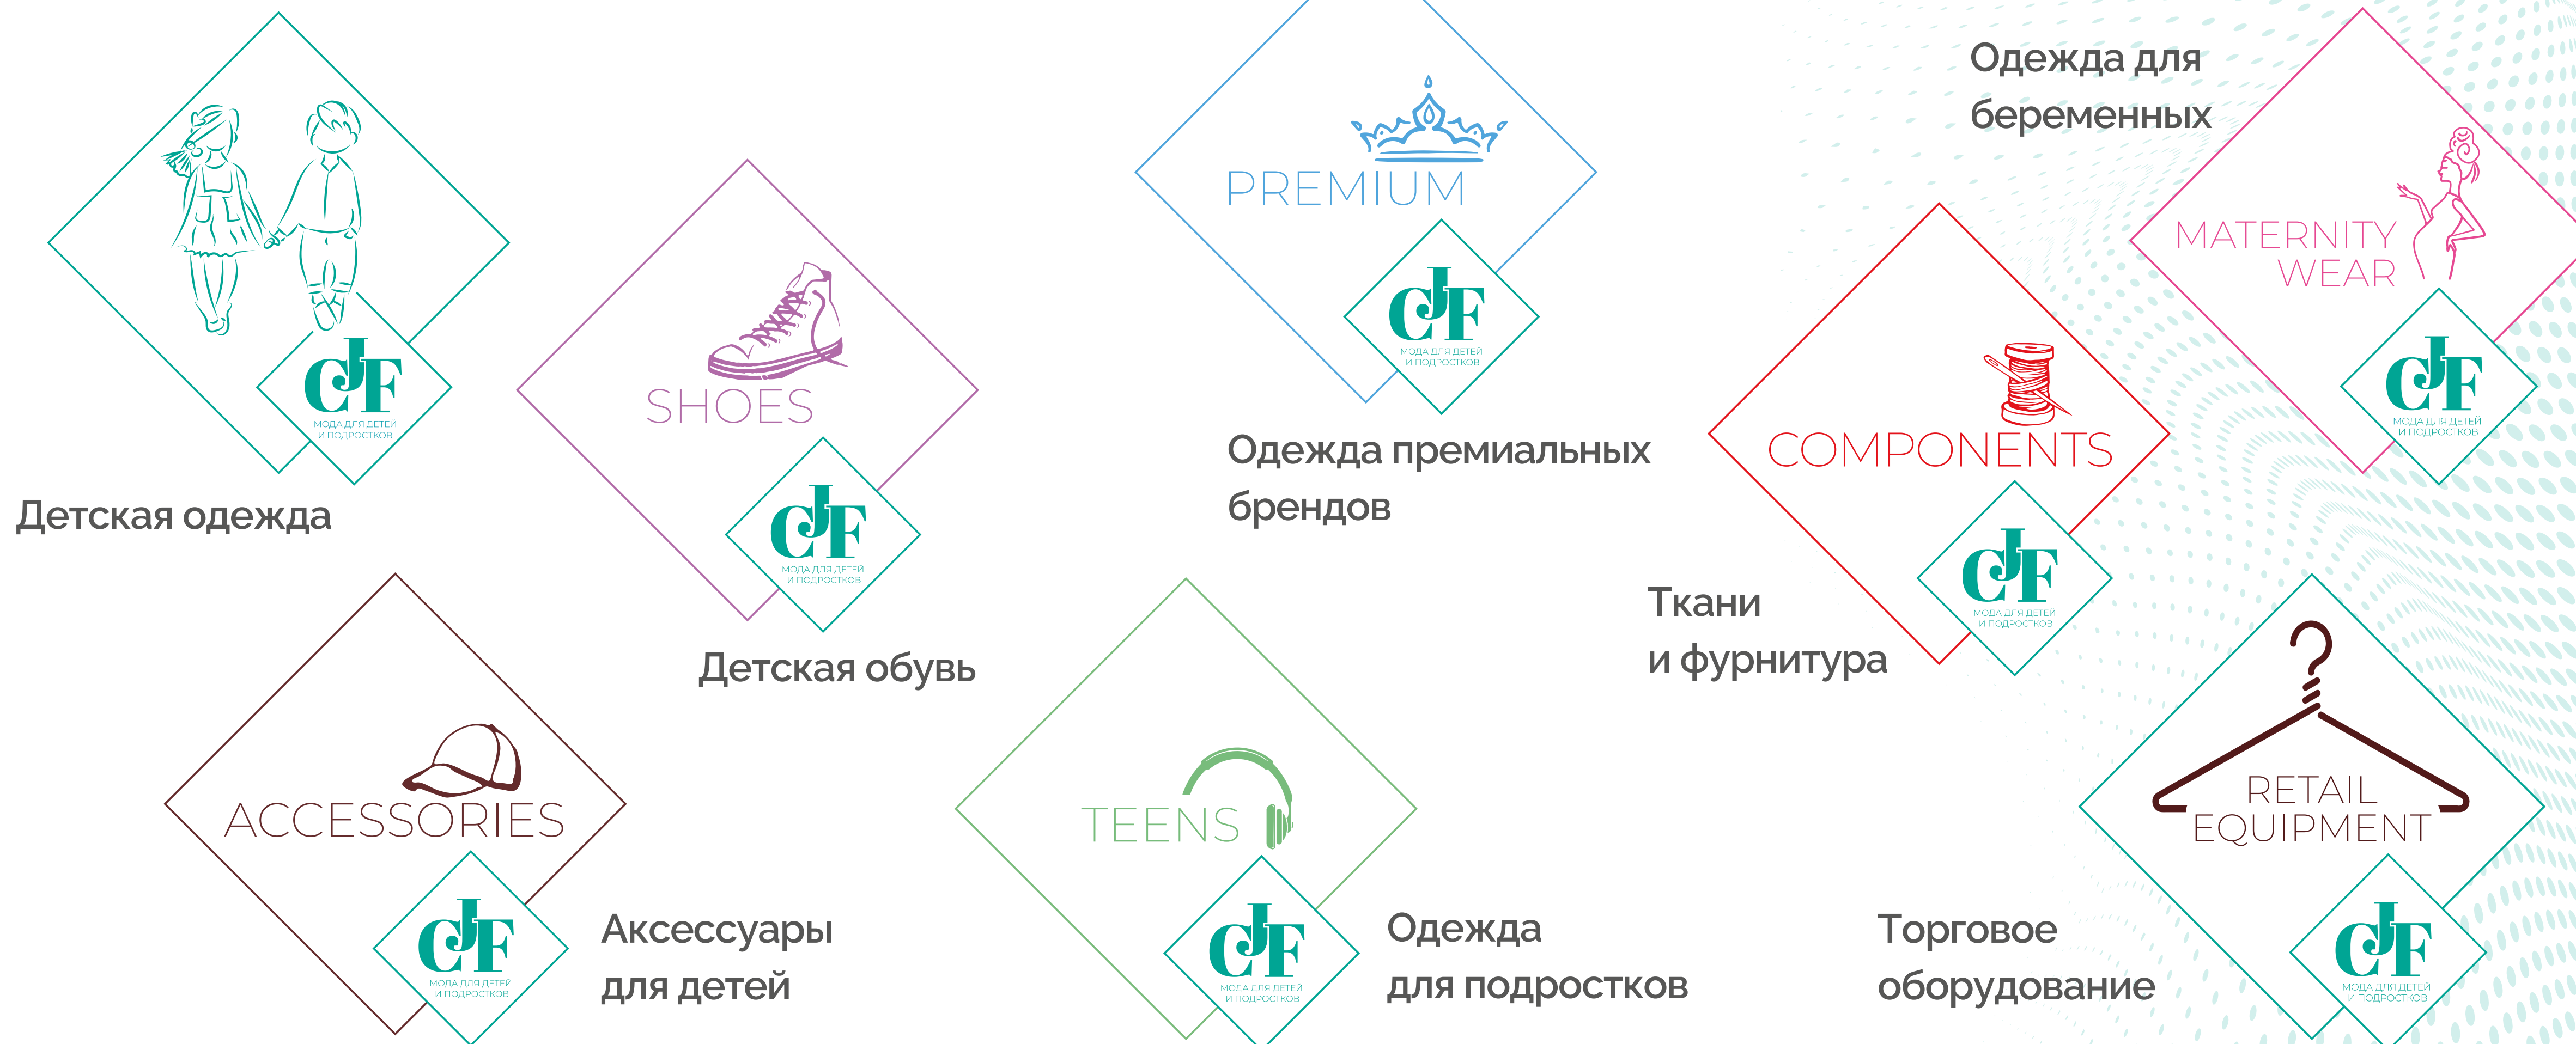 CJF
МОДА ДЛЯ ДЕТЕЙ
И ПОДРОСТКОВ
Детская одежда
SHOES
CJF
МОДА ДЛЯ ДЕТЕЙ
И ПОДРОСТКОВ
Детская обувь
PREMIUM
CJF
МОДА ДЛЯ ДЕТЕЙ
И ПОДРОСТКОВ
Одежда премиальных
брендов
COMPONENTS
CJF
МОДА ДЛЯ ДЕТЕЙ
И ПОДРОСТКОВ
Ткани
и фурнитура
Одежда для
беременных
MATERNITY
WEAR
CJF
МОДА ДЛЯ ДЕТЕЙ
И ПОДРОСТКОВ
ACCESSORIES
CJF
МОДА ДЛЯ ДЕТЕЙ
И ПОДРОСТКОВ
Аксессуары
для детей
TEENS
CJF
МОДА ДЛЯ ДЕТЕЙ
И ПОДРОСТКОВ
Одежда
для подростков
RETAIL
EQUIPMENT
CJF
МОДА ДЛЯ ДЕТЕЙ
И ПОДРОСТКОВ
Торговое
оборудование